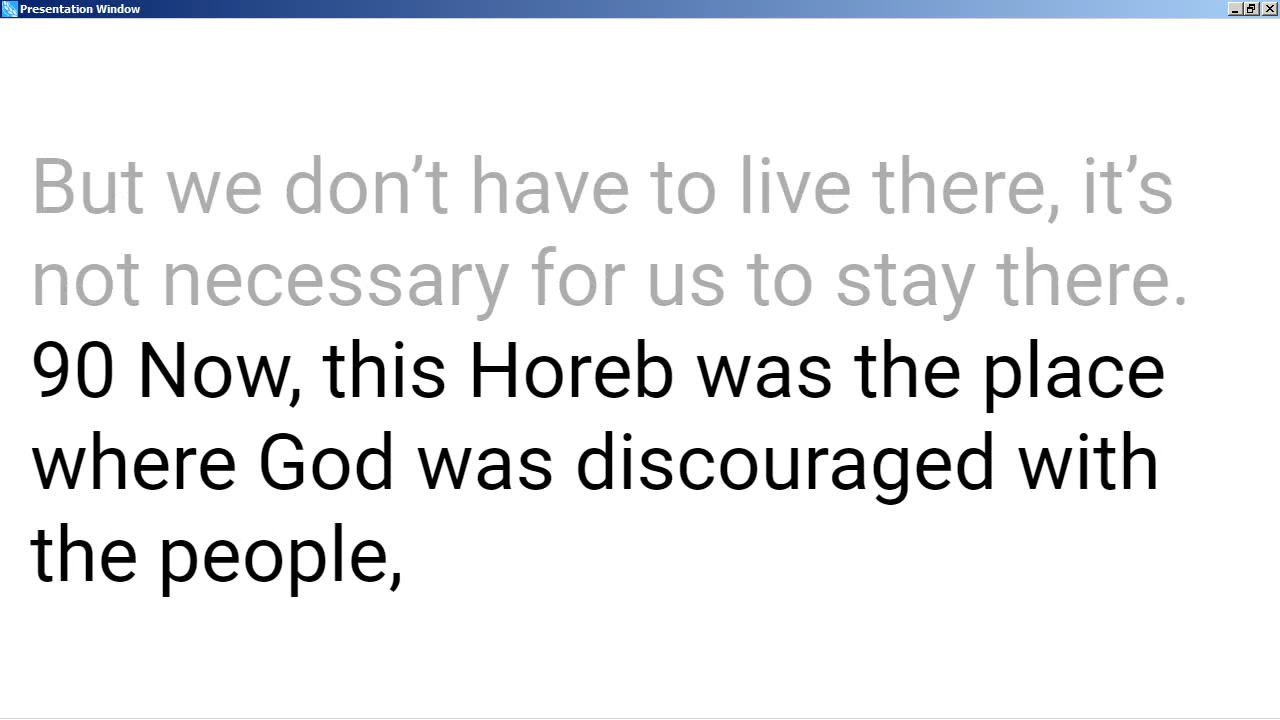 Presentation Window
But we don’t have to live there, it’s
not necessary for us to stay there.
90 Now, this Horeb was the place
where God was discouraged with
the people,